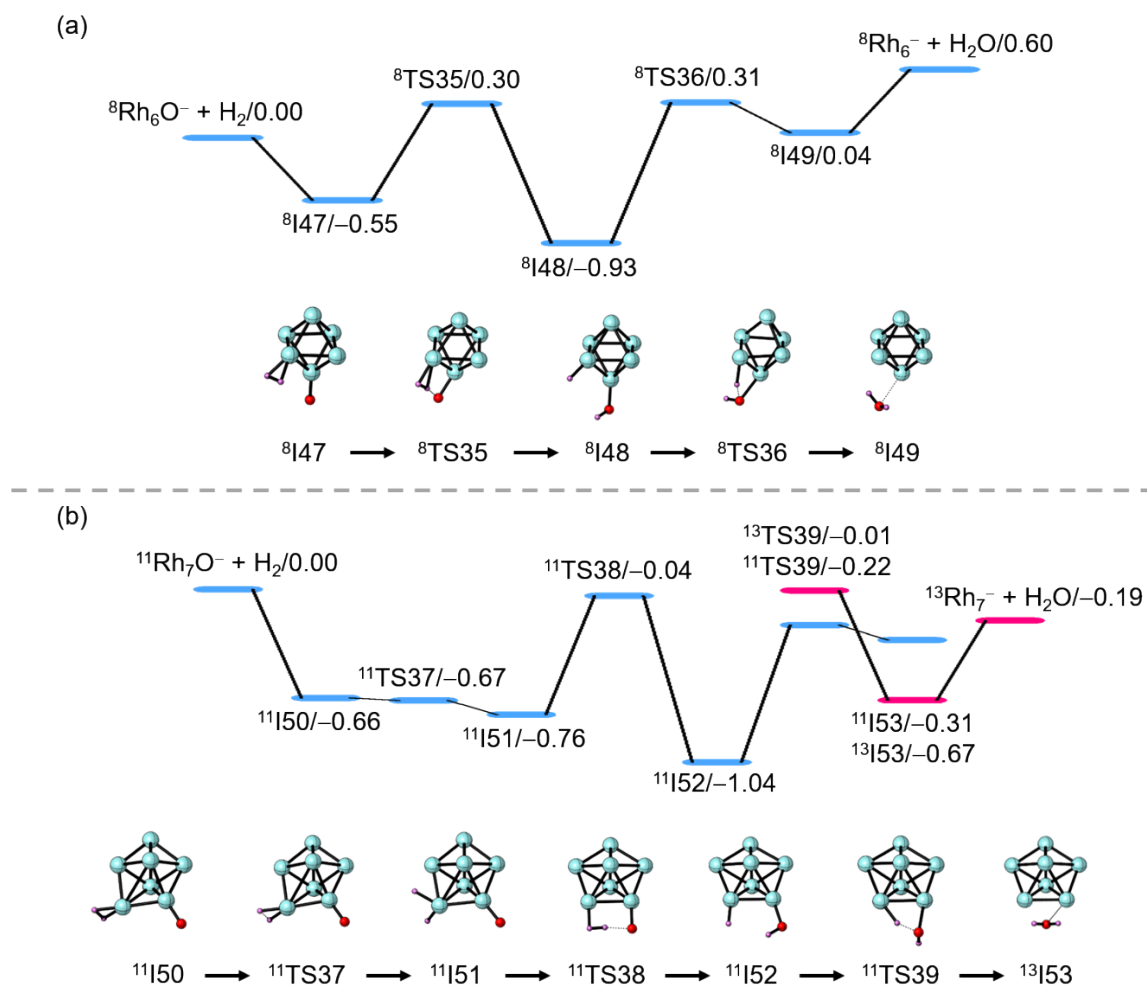 (a)
⁸Rh₆⁻ + H₂O/0.60
⁸TS35/0.30
⁸TS36/0.31
⁸Rh₆O⁻ + H₂/0.00
⁸I49/0.04
⁸I47/−0.55
⁸I48/−0.93
⁸I47 → ⁸TS35 → ⁸I48 → ⁸TS36 → ⁸I49
(b)
¹³TS39/−0.01
¹¹Rh₇O⁻ + H₂/0.00
¹¹TS38/−0.04
¹¹TS39/−0.22
¹³Rh₇⁻ + H₂O/−0.19
¹¹TS37/−0.67
¹¹I50/−0.66
¹¹I51/−0.76
¹¹I53/−0.31
¹³I53/−0.67
¹¹I52/−1.04
¹¹I50 → ¹¹TS37 → ¹¹I51 → ¹¹TS38 → ¹¹I52 → ¹¹TS39 → ¹³I53